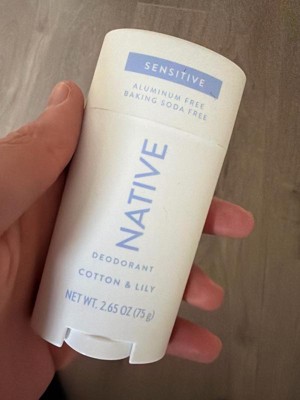 SENSITIVE
ALUMINUM FREE
BAKING SODA FREE
NATIVE
DEODORANT
COTTON & LILY
NET WT. 2.65 OZ (75 g)